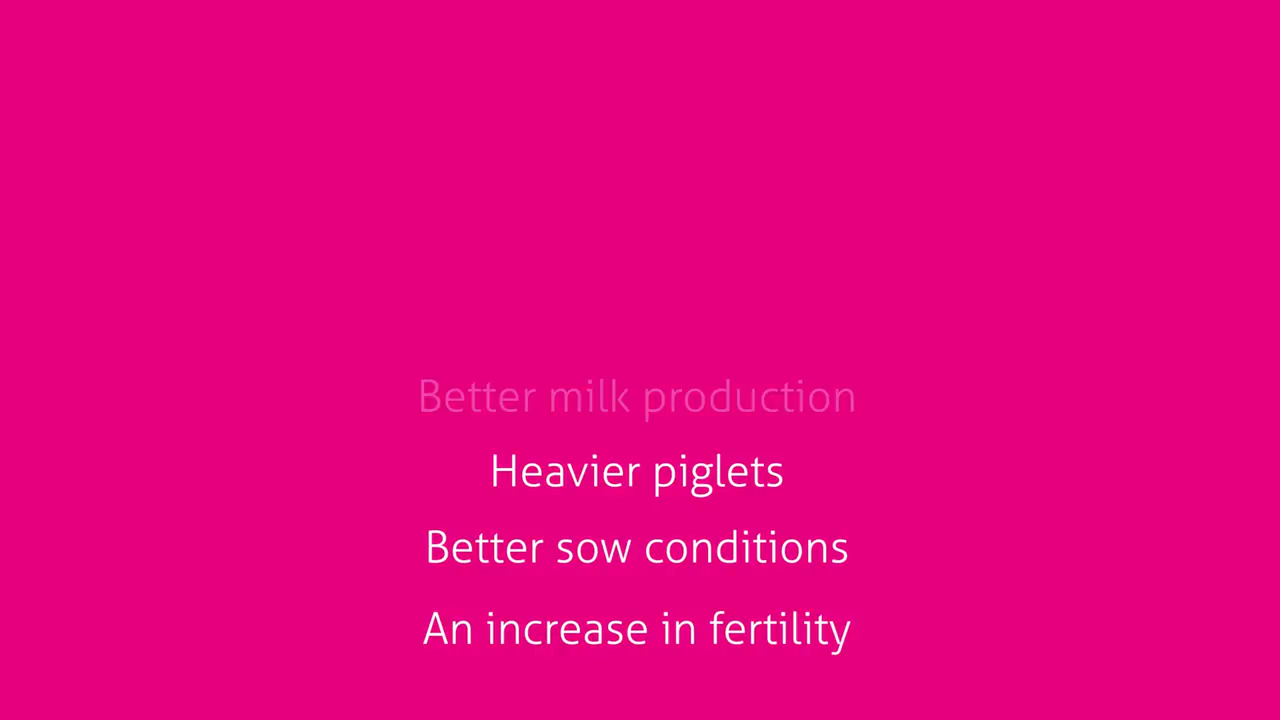 Better milk production
Heavier piglets
Better sow conditions
An increase in fertility